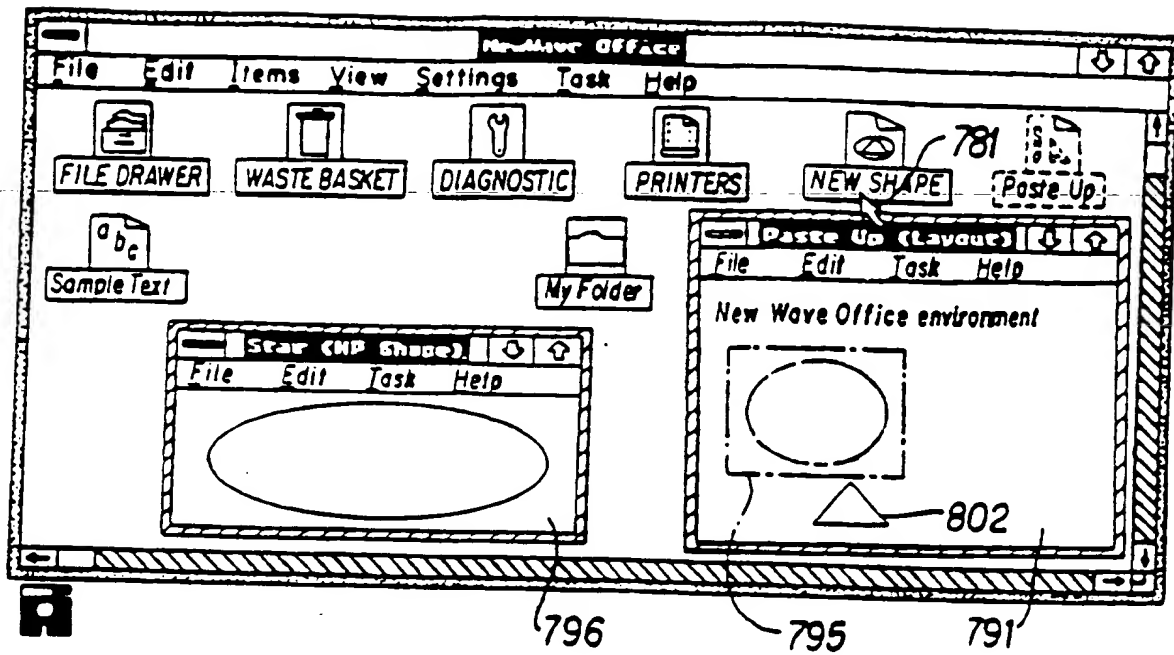 NewWave Office
File Edit Items View Settings Task Help
FILE DRAWER WASTE BASKET DIAGNOSTIC PRINTERS NEW SHAPE 781 Paste Up
abc
Sample Text My Folder
Paste Up (Layout)
File Edit Task Help
New Wave Office environment
Star (HP Shape)
File Edit Task Help
802
796 795 791